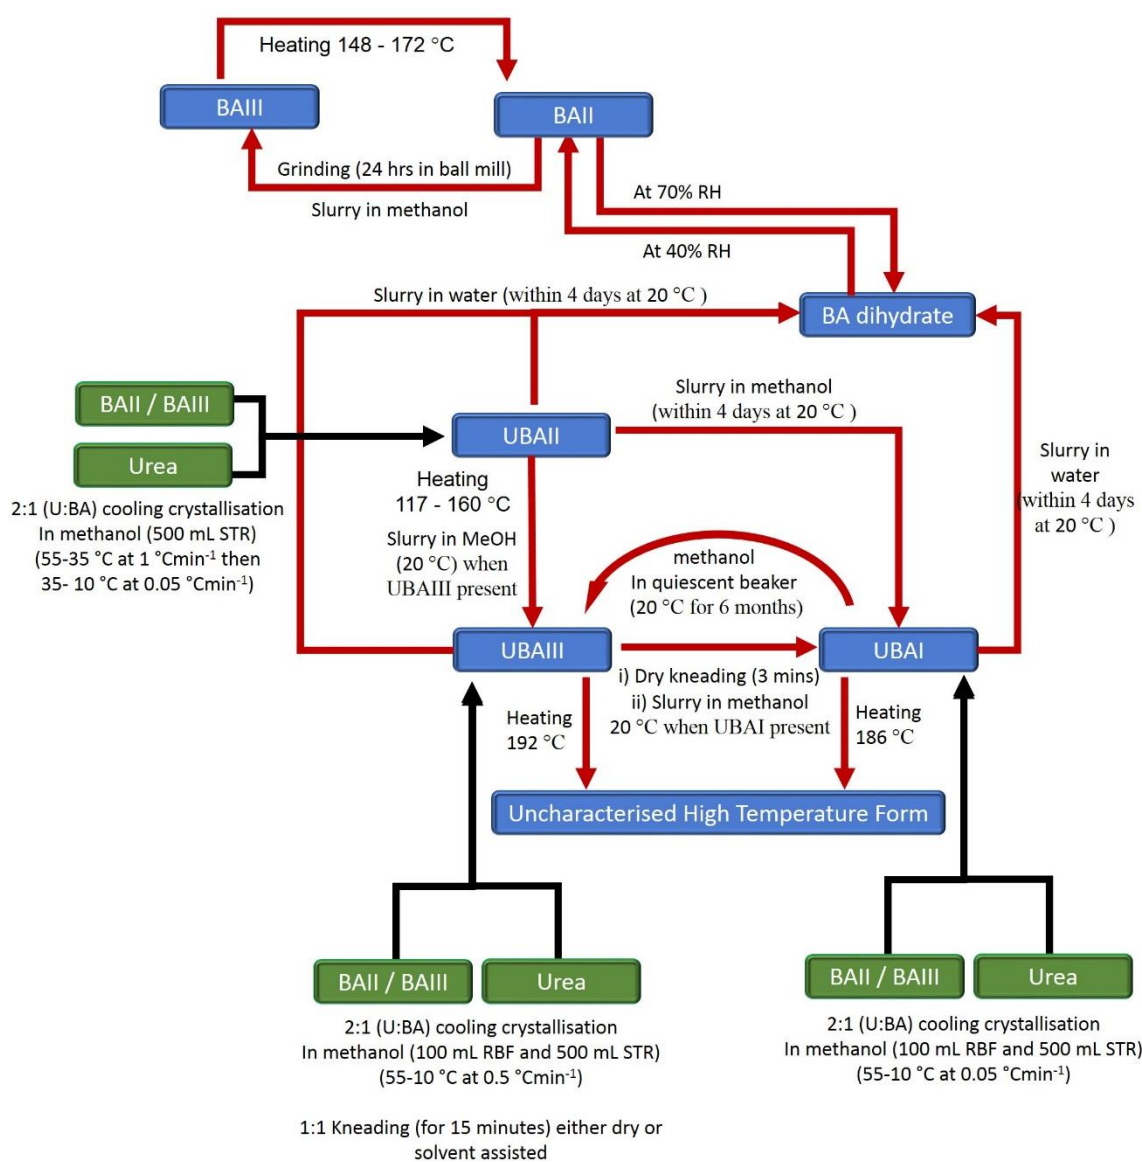 Heating 148 - 172 °C
BAIII
BAII
Grinding (24 hrs in ball mill)
Slurry in methanol
At 70% RH
At 40% RH
Slurry in water (within 4 days at 20 °C )
BA dihydrate
BAII / BAIII
Urea
2:1 (U:BA) cooling crystallisation
In methanol (500 mL STR)
(55-35 °C at 1 °Cmin-1 then
35- 10 °C at 0.05 °Cmin-1)
UBAII
Slurry in methanol
(within 4 days at 20 °C )
Slurry in
water
(within 4 days
at 20 °C )
Heating
117 - 160 °C
Slurry in MeOH
(20 °C) when
UBAIII present
methanol
In quiescent beaker
(20 °C for 6 months)
UBAIII
UBAI
i) Dry kneading (3 mins)
ii) Slurry in methanol
20 °C when UBAI present
Heating
192 °C
Heating
186 °C
Uncharacterised High Temperature Form
BAII / BAIII
Urea
2:1 (U:BA) cooling crystallisation
In methanol (100 mL RBF and 500 mL STR)
(55-10 °C at 0.5 °Cmin-1)
1:1 Kneading (for 15 minutes) either dry or
solvent assisted
BAII / BAIII
Urea
2:1 (U:BA) cooling crystallisation
In methanol (100 mL RBF and 500 mL STR)
(55-10 °C at 0.05 °Cmin-1)